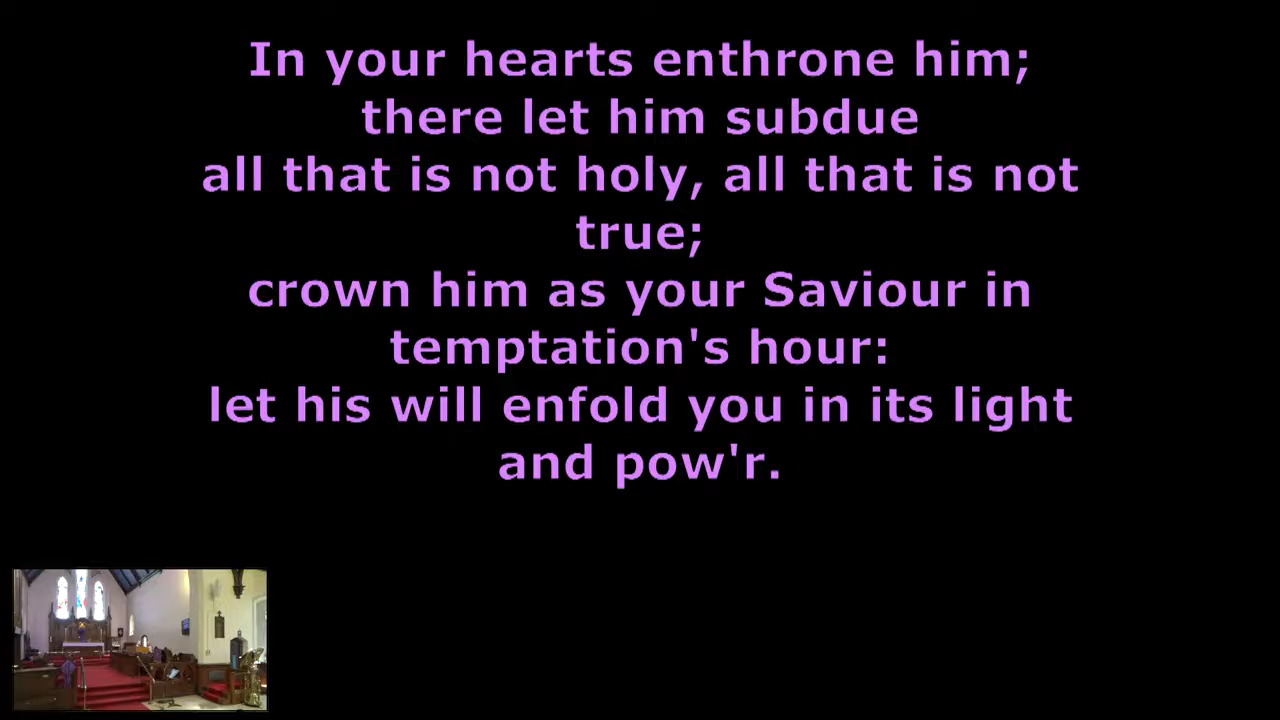 In your hearts enthrone him;
there let him subdue
all that is not holy, all that is not
true;
crown him as your Saviour in
temptation's hour:
let his will enfold you in its light
and pow'r.